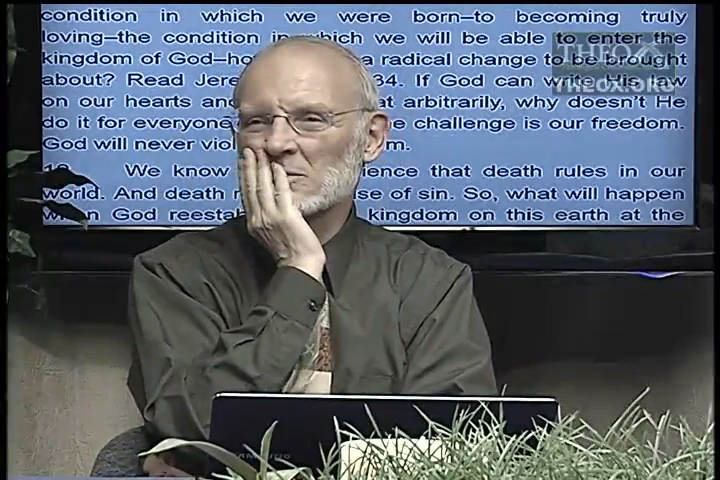 condition in which we were born–to becoming truly
loving–the condition in which we will be able to enter the
kingdom of God–ho a radical change to be brought
about? Read Jere 34. If God can write His law
on our hearts an at arbitrarily, why doesn't He
do it for everyone e challenge is our freedom.
God will never viol m.
We know ience that death rules in our
world. And death r se of sin. So, what will happen
when God reesta kingdom on this earth at the
THEOX
THEOX.ORG
SAMSUNG